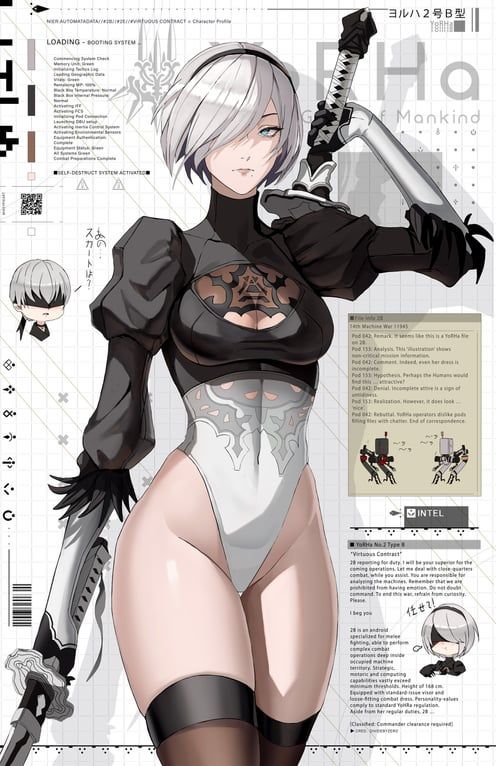 NIER:AUTOMATADATA//#2B//#2E//#VIRTUOUS CONTRACT = Character Profile
ヨルハ2号B型
YoRHa
LOADING - BOOTING SYSTEM ...
YoRHa
Glory of Mankind
Commencing System Check
Memory Unit: Green
Initializing Tactics Log
Loading Geographic Data
Vitals: Green
Remaining MP: 100%
Black Box Temperature: Normal
Black Box Internal Pressure:
Normal
Activating IFF
Activating FCS
Initializing Pod Connection
Launching DBU setup
Activating Inertia Control System
Activating Environmental Sensors
Equipment Authentication:
Complete
Equipment Status: Green
All Systems Green
Combat Preparations Complete
■SELF-DESTRUCT SYSTEM ACTIVATED■
あの…
スカートは?
■File Info 2B
14th Machine War 11945
Pod 042: Remark. It seems like this is a YoRHa file
on 2B.
Pod 153: Analysis. This 'illustration' shows
non-critical mission information.
Pod 042: Comment. Indeed, even her dress is
incomplete.
Pod 153: Hypothesis. Perhaps the Humans would
find this ... attractive?
Pod 042: Denial. Incomplete attire is a sign of
untidiness.
Pod 153: Realization. However, it does look ...
'nice'.
Pod 042: Rebuttal. YoRHa operators dislike pods
filling files with chatter. End of correspondence.
INTEL
■ YoRHa No.2 Type B
"Virtuous Contract"
2B reporting for duty. I will be your superior for the
coming operations. Let me deal with close-quarters
combat, while you assist. You are responsible for
analyzing the machines. Remember that we are
prohibited from having emotion. Do not doubt
command. To end this war, refrain from curiosity.
Please.
I beg you
任せて!
2B is an android
specialized for melee
fighting, able to perform
complex combat
operations deep inside
occupied machine
territory. Strategic,
motoric and computing
capabilities vastly exceed
minimum thresholds. Height of 168 cm.
Equipped with standard-issue visor and
loose-fitting combat dress. Personality-values
comply to standard YoRHa regulation.
Aside from her regular duties, 2B ...
[Classified: Commander clearance required]